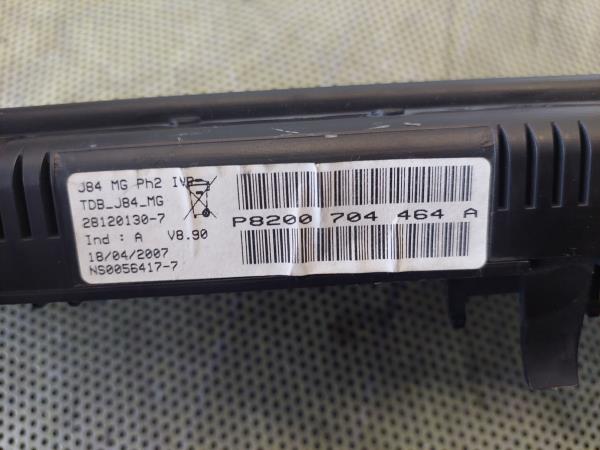 J84 MG Ph2 IVP
TDB_J84_MG
28120130-7
Ind : A V8.90
18/04/2007
NS0056417-7
P8200 704 464 A